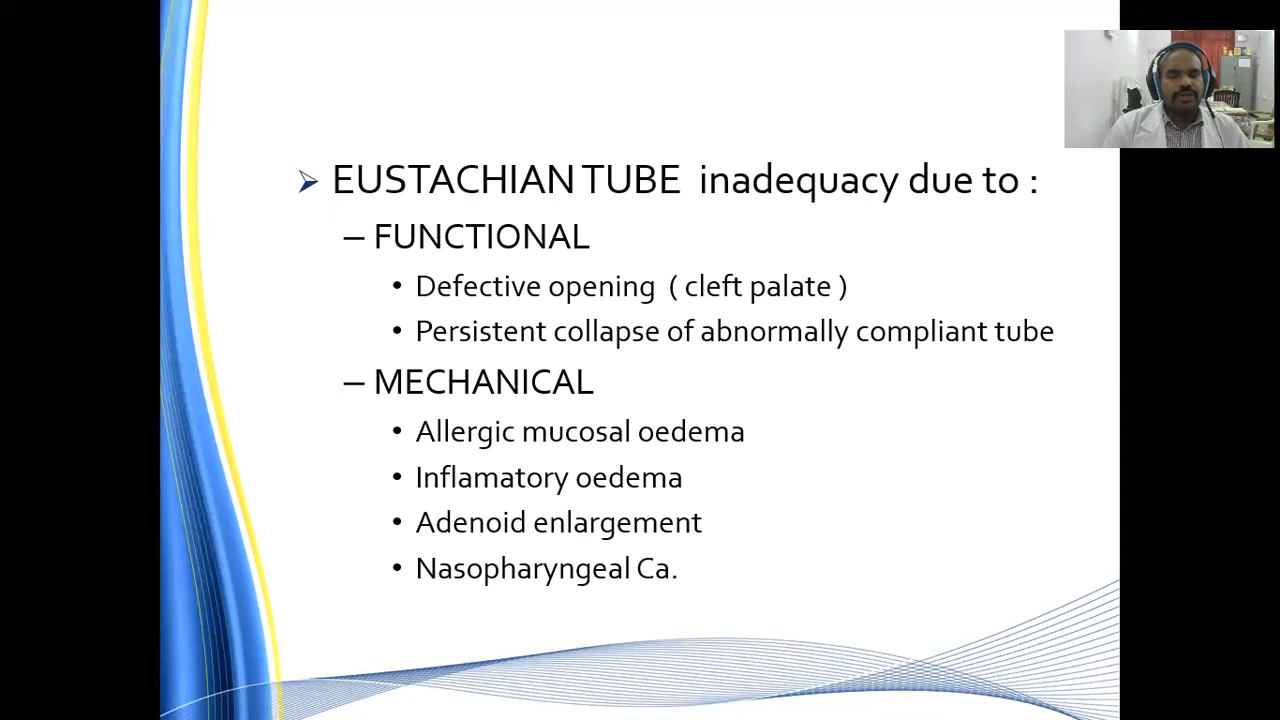 EUSTACHIAN TUBE inadequacy due to :
– FUNCTIONAL
• Defective opening ( cleft palate )
• Persistent collapse of abnormally compliant tube
– MECHANICAL
• Allergic mucosal oedema
• Inflamatory oedema
• Adenoid enlargement
• Nasopharyngeal Ca.